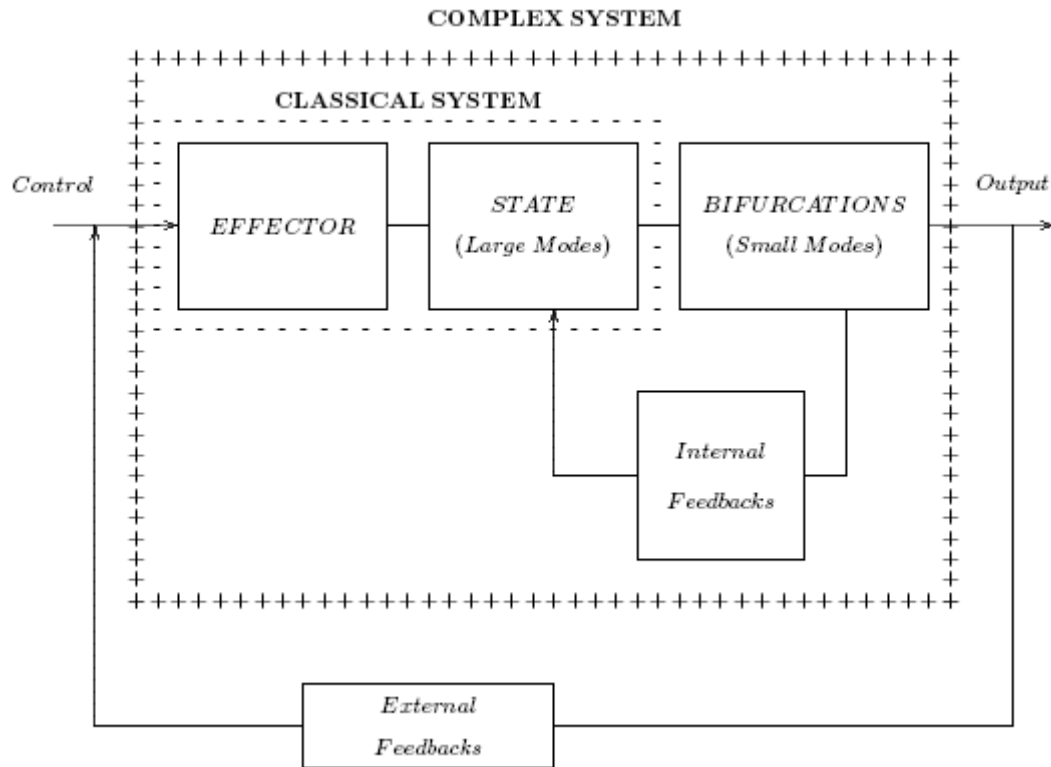 COMPLEX SYSTEM
CLASSICAL SYSTEM
Control
EFFECTOR
STATE
(Large Modes)
BIFURCATIONS
(Small Modes)
Output
Internal
Feedbacks
External
Feedbacks